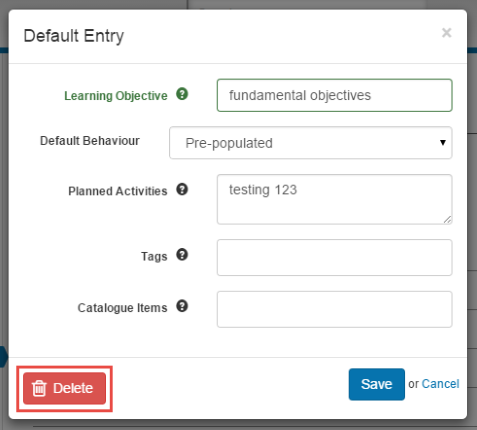 Default Entry ×
Learning Objective ? fundamental objectives
Default Behaviour Pre-populated
Planned Activities ? testing 123
Tags ?
Catalogue Items ?
Delete Save or Cancel